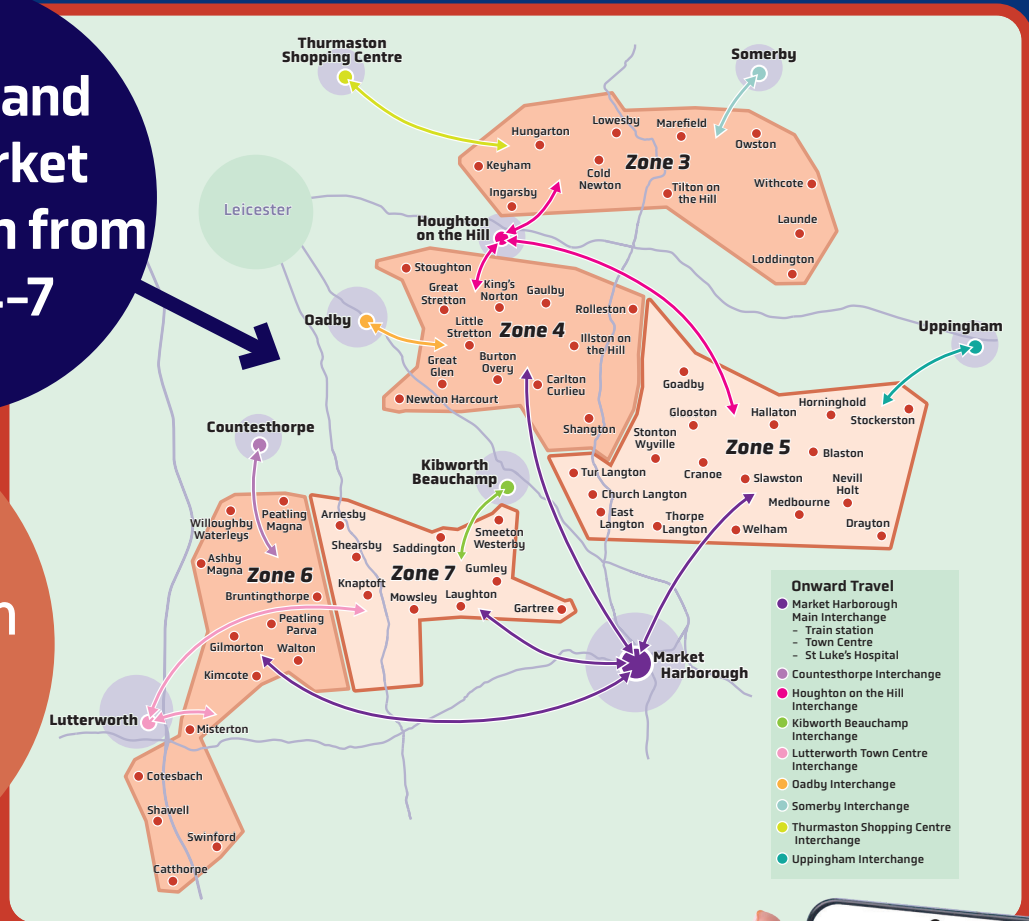 and
rket
n from
–7
n
Thurmaston
Shopping Centre
Somerby
Leicester
Houghton
on the Hill
Oadby
Uppingham
Countesthorpe
Kibworth
Beauchamp
Lutterworth
Market
Harborough
Zone 3
Hungarton
Lowesby
Marefield
Owston
Keyham
Cold
Newton
Ingarsby
Tilton on
the Hill
Withcote
Launde
Loddington
Zone 4
Stoughton
Great
Stretton
King's
Norton
Gaulby
Rolleston
Little
Stretton
Illston on
the Hill
Great
Glen
Burton
Overy
Carlton
Curlieu
Newton Harcourt
Shangton
Zone 5
Goadby
Glooston
Hallaton
Horninghold
Stockerston
Stonton
Wyville
Cranoe
Blaston
Tur Langton
Slawston
Nevill
Holt
Church Langton
Medbourne
East
Langton
Thorpe
Langton
Welham
Drayton
Zone 6
Willoughby
Waterleys
Peatling
Magna
Ashby
Magna
Bruntingthorpe
Peatling
Parva
Gilmorton
Walton
Kimcote
Misterton
Cotesbach
Shawell
Swinford
Catthorpe
Zone 7
Arnesby
Shearsby
Saddington
Smeeton
Westerby
Knaptoft
Gumley
Mowsley
Laughton
Gartree
Onward Travel
Market Harborough
Main Interchange
– Train station
– Town Centre
– St Luke's Hospital
Countesthorpe Interchange
Houghton on the Hill
Interchange
Kibworth Beauchamp
Interchange
Lutterworth Town Centre
Interchange
Oadby Interchange
Somerby Interchange
Thurmaston Shopping Centre
Interchange
Uppingham Interchange